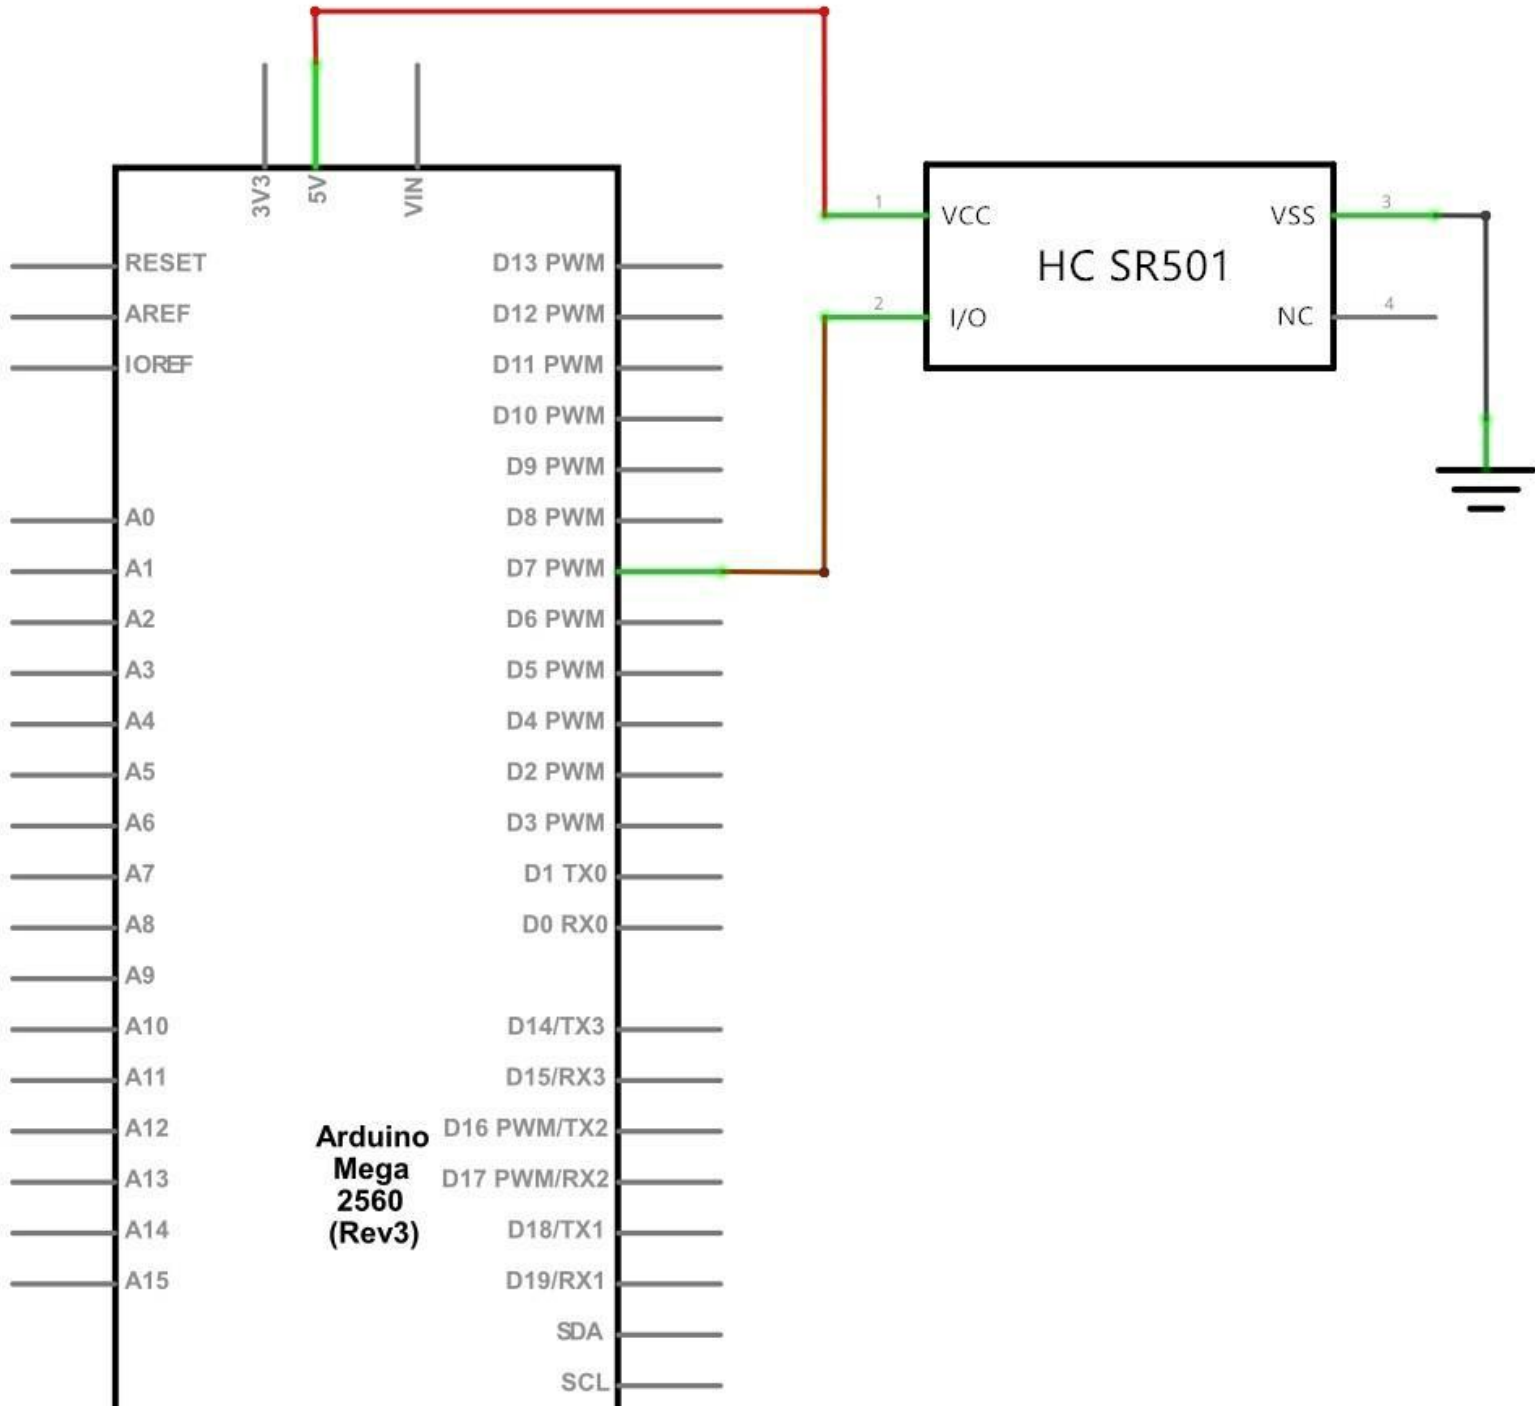 3V3
5V
VIN
RESET
AREF
IOREF
A0
A1
A2
A3
A4
A5
A6
A7
A8
A9
A10
A11
A12
A13
A14
A15
D13 PWM
D12 PWM
D11 PWM
D10 PWM
D9 PWM
D8 PWM
D7 PWM
D6 PWM
D5 PWM
D4 PWM
D2 PWM
D3 PWM
D1 TX0
D0 RX0
D14/TX3
D15/RX3
D16 PWM/TX2
D17 PWM/RX2
D18/TX1
D19/RX1
SDA
SCL
Arduino
Mega
2560
(Rev3)
1
VCC
2
I/O
HC SR501
VSS
3
NC
4